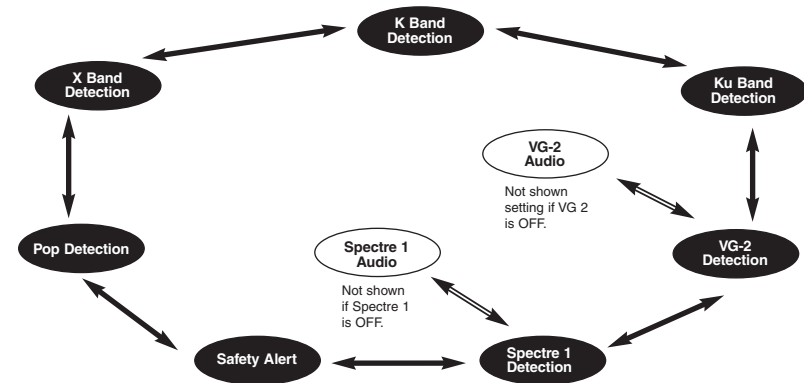 K Band
Detection
X Band
Detection
Ku Band
Detection
VG-2
Audio
Not shown
setting if VG 2
is OFF.
Pop Detection
Spectre 1
Audio
VG-2
Detection
Not shown
if Spectre 1
is OFF.
Safety Alert
Spectre 1
Detection